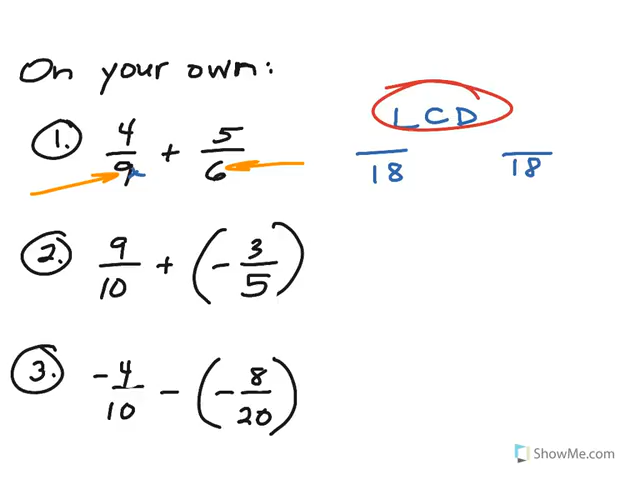 On your own:
LCD
1. 4/9 + 5/6
18 18
2. 9/10 + (-3/5)
3. -4/10 - (-8/20)
ShowMe.com